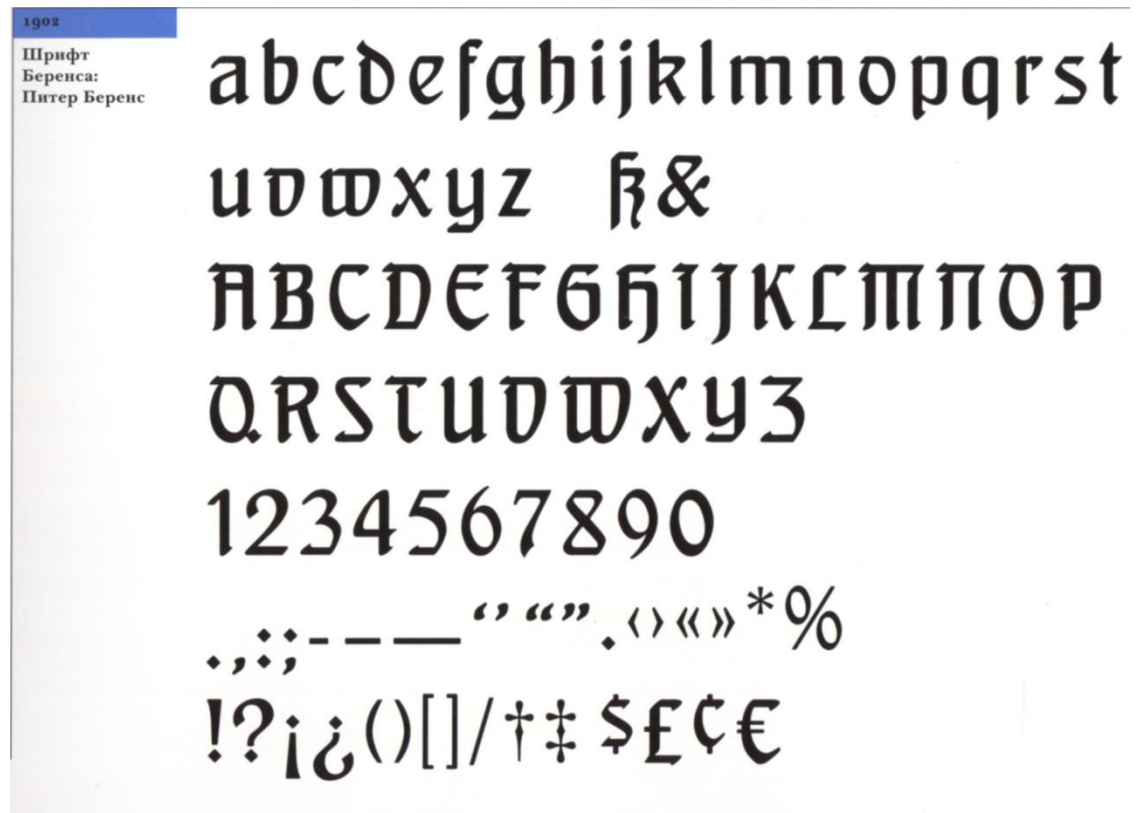 1902
Шрифт
Беренса:
Питер Беренс
abcdefghijklmnopqrst
uvwxyz ß&
ABCDEFGHIJKLMNOP
QRSTUVWXYZ
1234567890
.,:;-–—‘’“”.‹›«»*%
!?¡¿()[]/†‡$£¢€